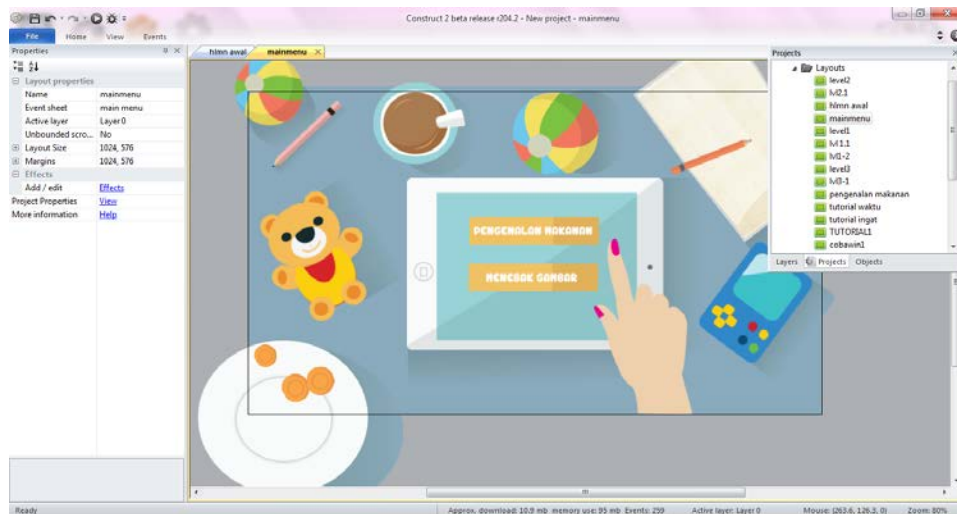 Construct 2 beta release r204.2 - New project - mainmenu
File Home View Events
Properties
Layout properties
Name mainmenu
Event sheet main menu
Active layer Layer 0
Unbounded scro... No
Layout Size 1024, 576
Margins 1024, 576
Effects
Add / edit Effects
Project Properties View
More information Help
hlmn awal mainmenu
PENGENALAN MAKANAN
MENEBAK GAMBAR
Projects
Layouts
level2
lvl2.1
hlmn awal
mainmenu
level1
lvl 1.1
lvl1-2
level3
lvl3-1
pengenalan makanan
tutorial waktu
tutorial ingat
TUTORIAL1
cobawin1
Layers Projects Objects
Ready Approx. download: 10.9 mb memory use: 95 mb Events: 259 Active layer: Layer 0 Mouse: (263.6, 126.3, 0) Zoom: 80%